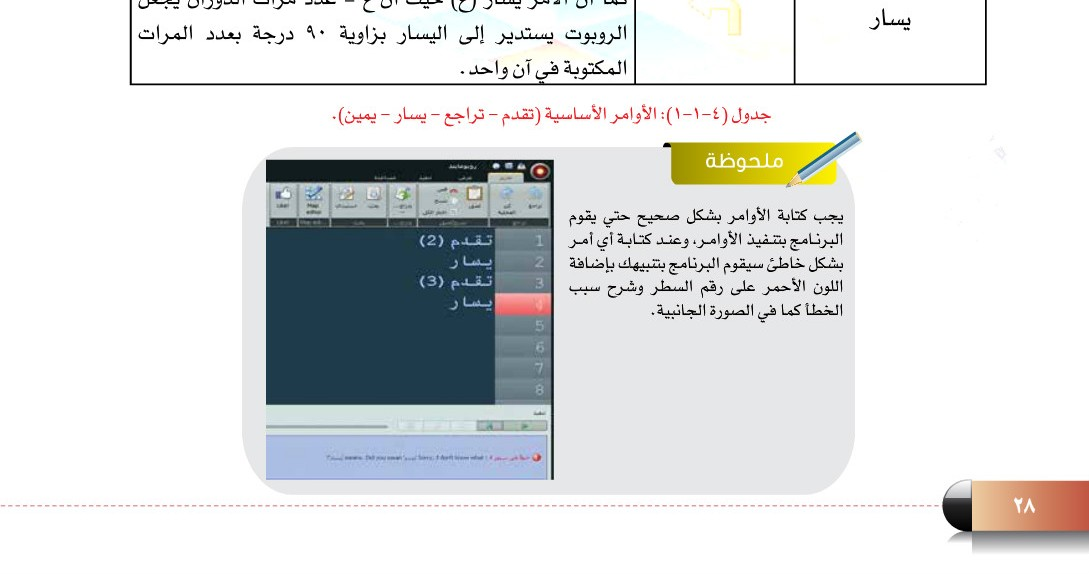 كما أن الأمر يسار (ع) حيث أن ع = عدد مرات الدوران يجعل
الروبوت يستدير إلى اليسار بزاوية ٩٠ درجة بعدد المرات
المكتوبة في آن واحد.
يسار
جدول (٤-١-١): الأوامر الأساسية (تقدم - تراجع - يسار - يمين).
ملحوظة
يجب كتابة الأوامر بشكل صحيح حتي يقوم
البرنامج بتنفيذ الأوامر، وعند كتابة أي أمر
بشكل خاطئ سيقوم البرنامج بتنبيهك بإضافة
اللون الأحمر على رقم السطر وشرح سبب
الخطأ كما في الصورة الجانبية.
روبومايند
1 تقدم (2)
2 يسار
3 تقدم (3)
4 يسار
5
6
7
8
٢٨